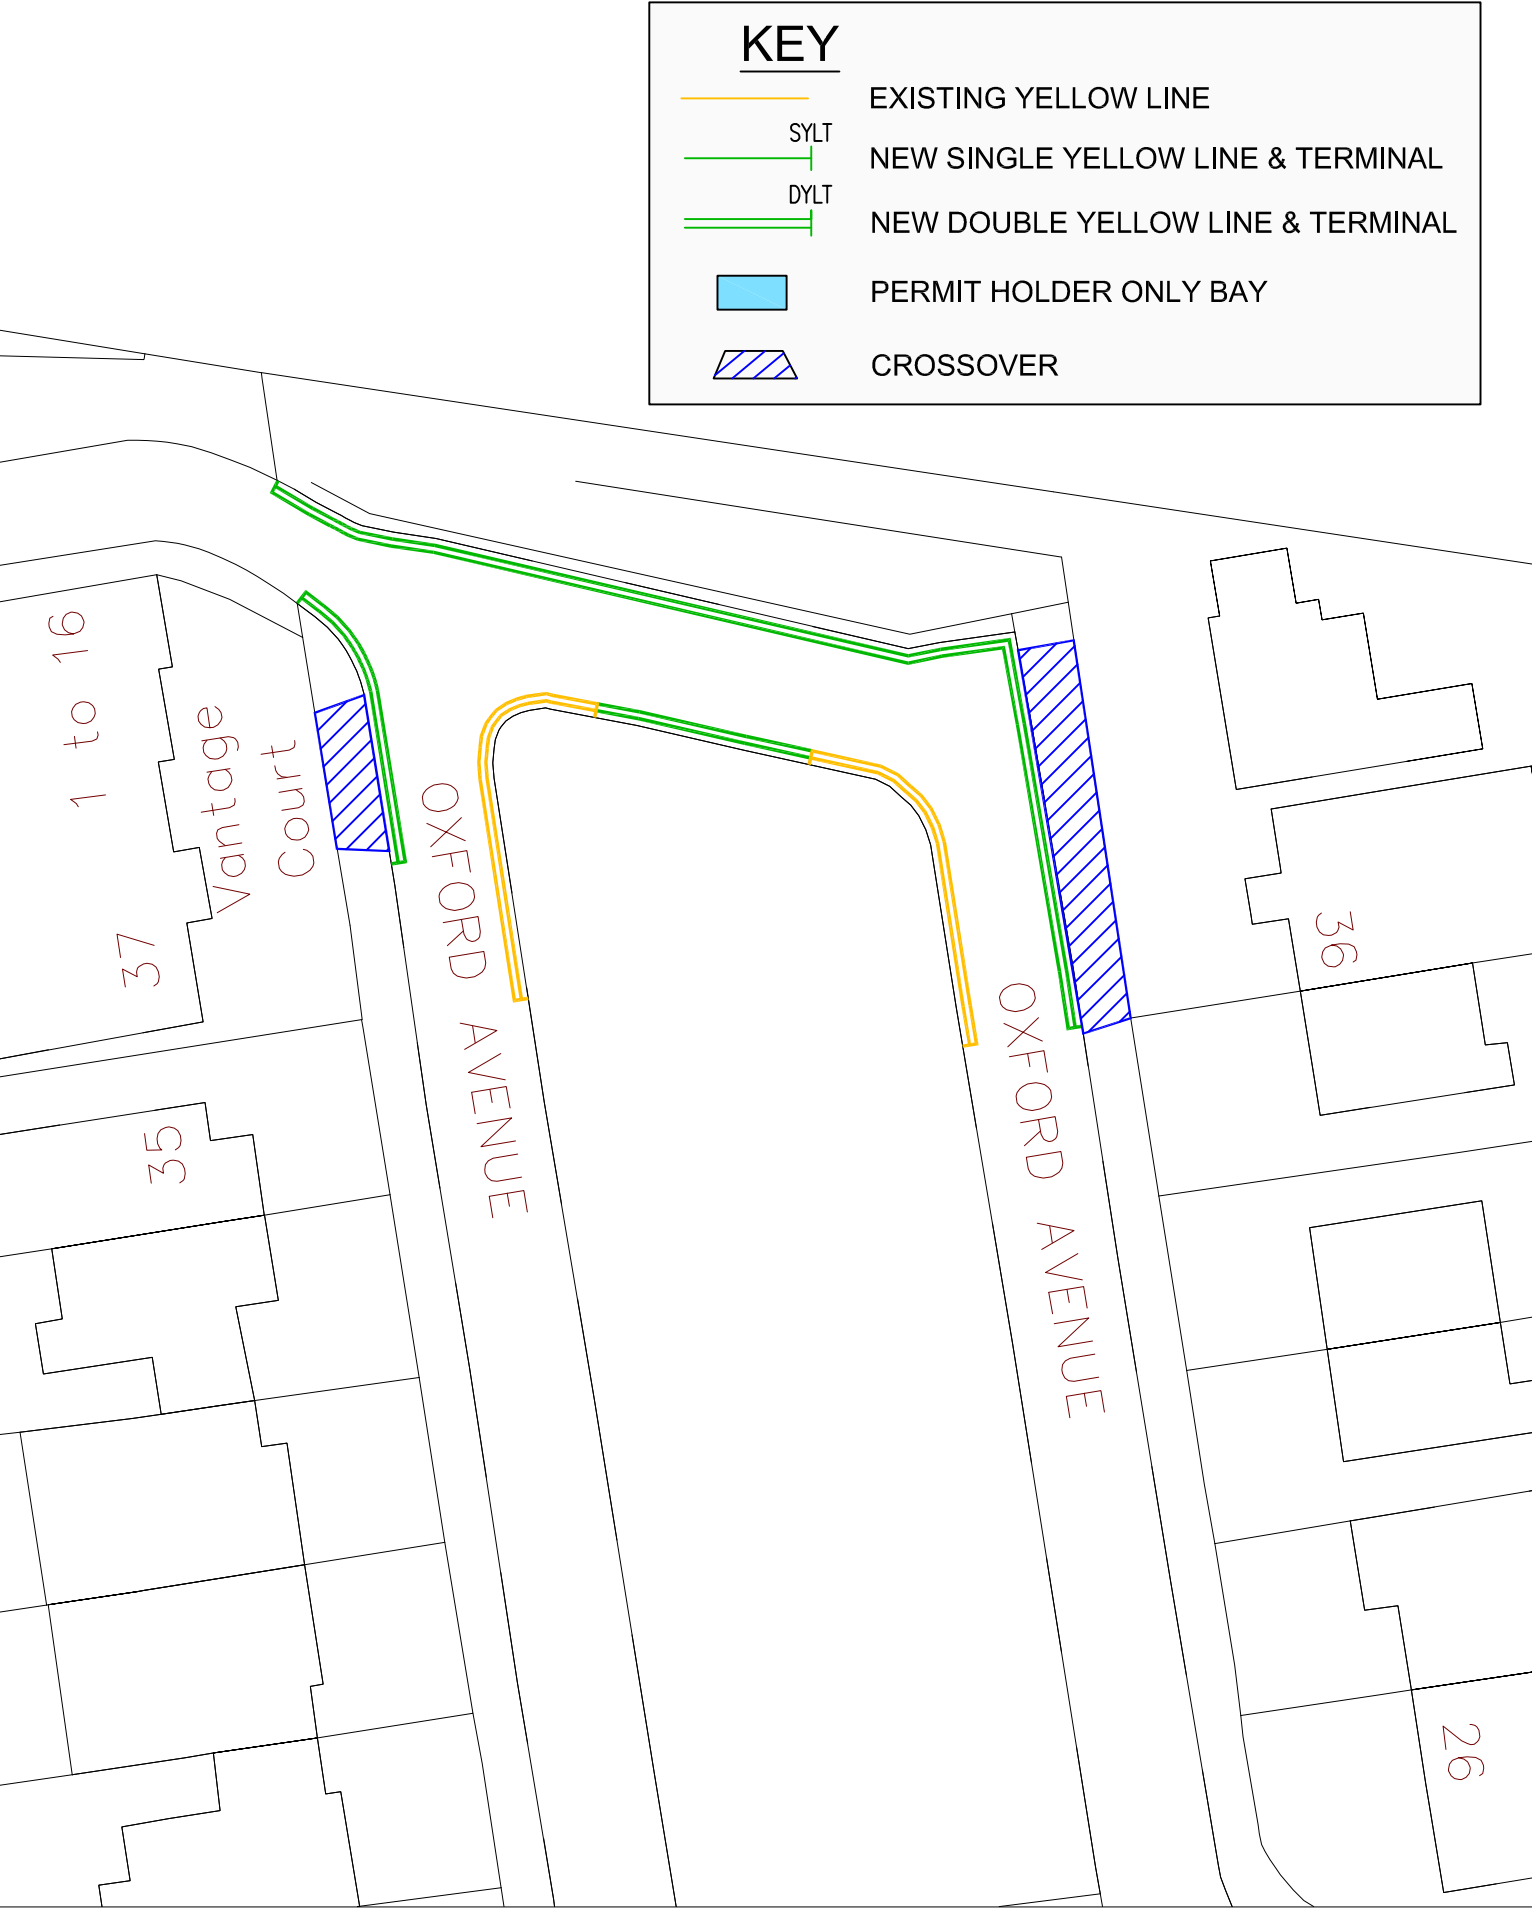 KEY
EXISTING YELLOW LINE
SYLT
NEW SINGLE YELLOW LINE & TERMINAL
DYLT
NEW DOUBLE YELLOW LINE & TERMINAL
PERMIT HOLDER ONLY BAY
CROSSOVER
1 to 16
Vantage
Court
37
OXFORD AVENUE
36
OXFORD AVENUE
35
26